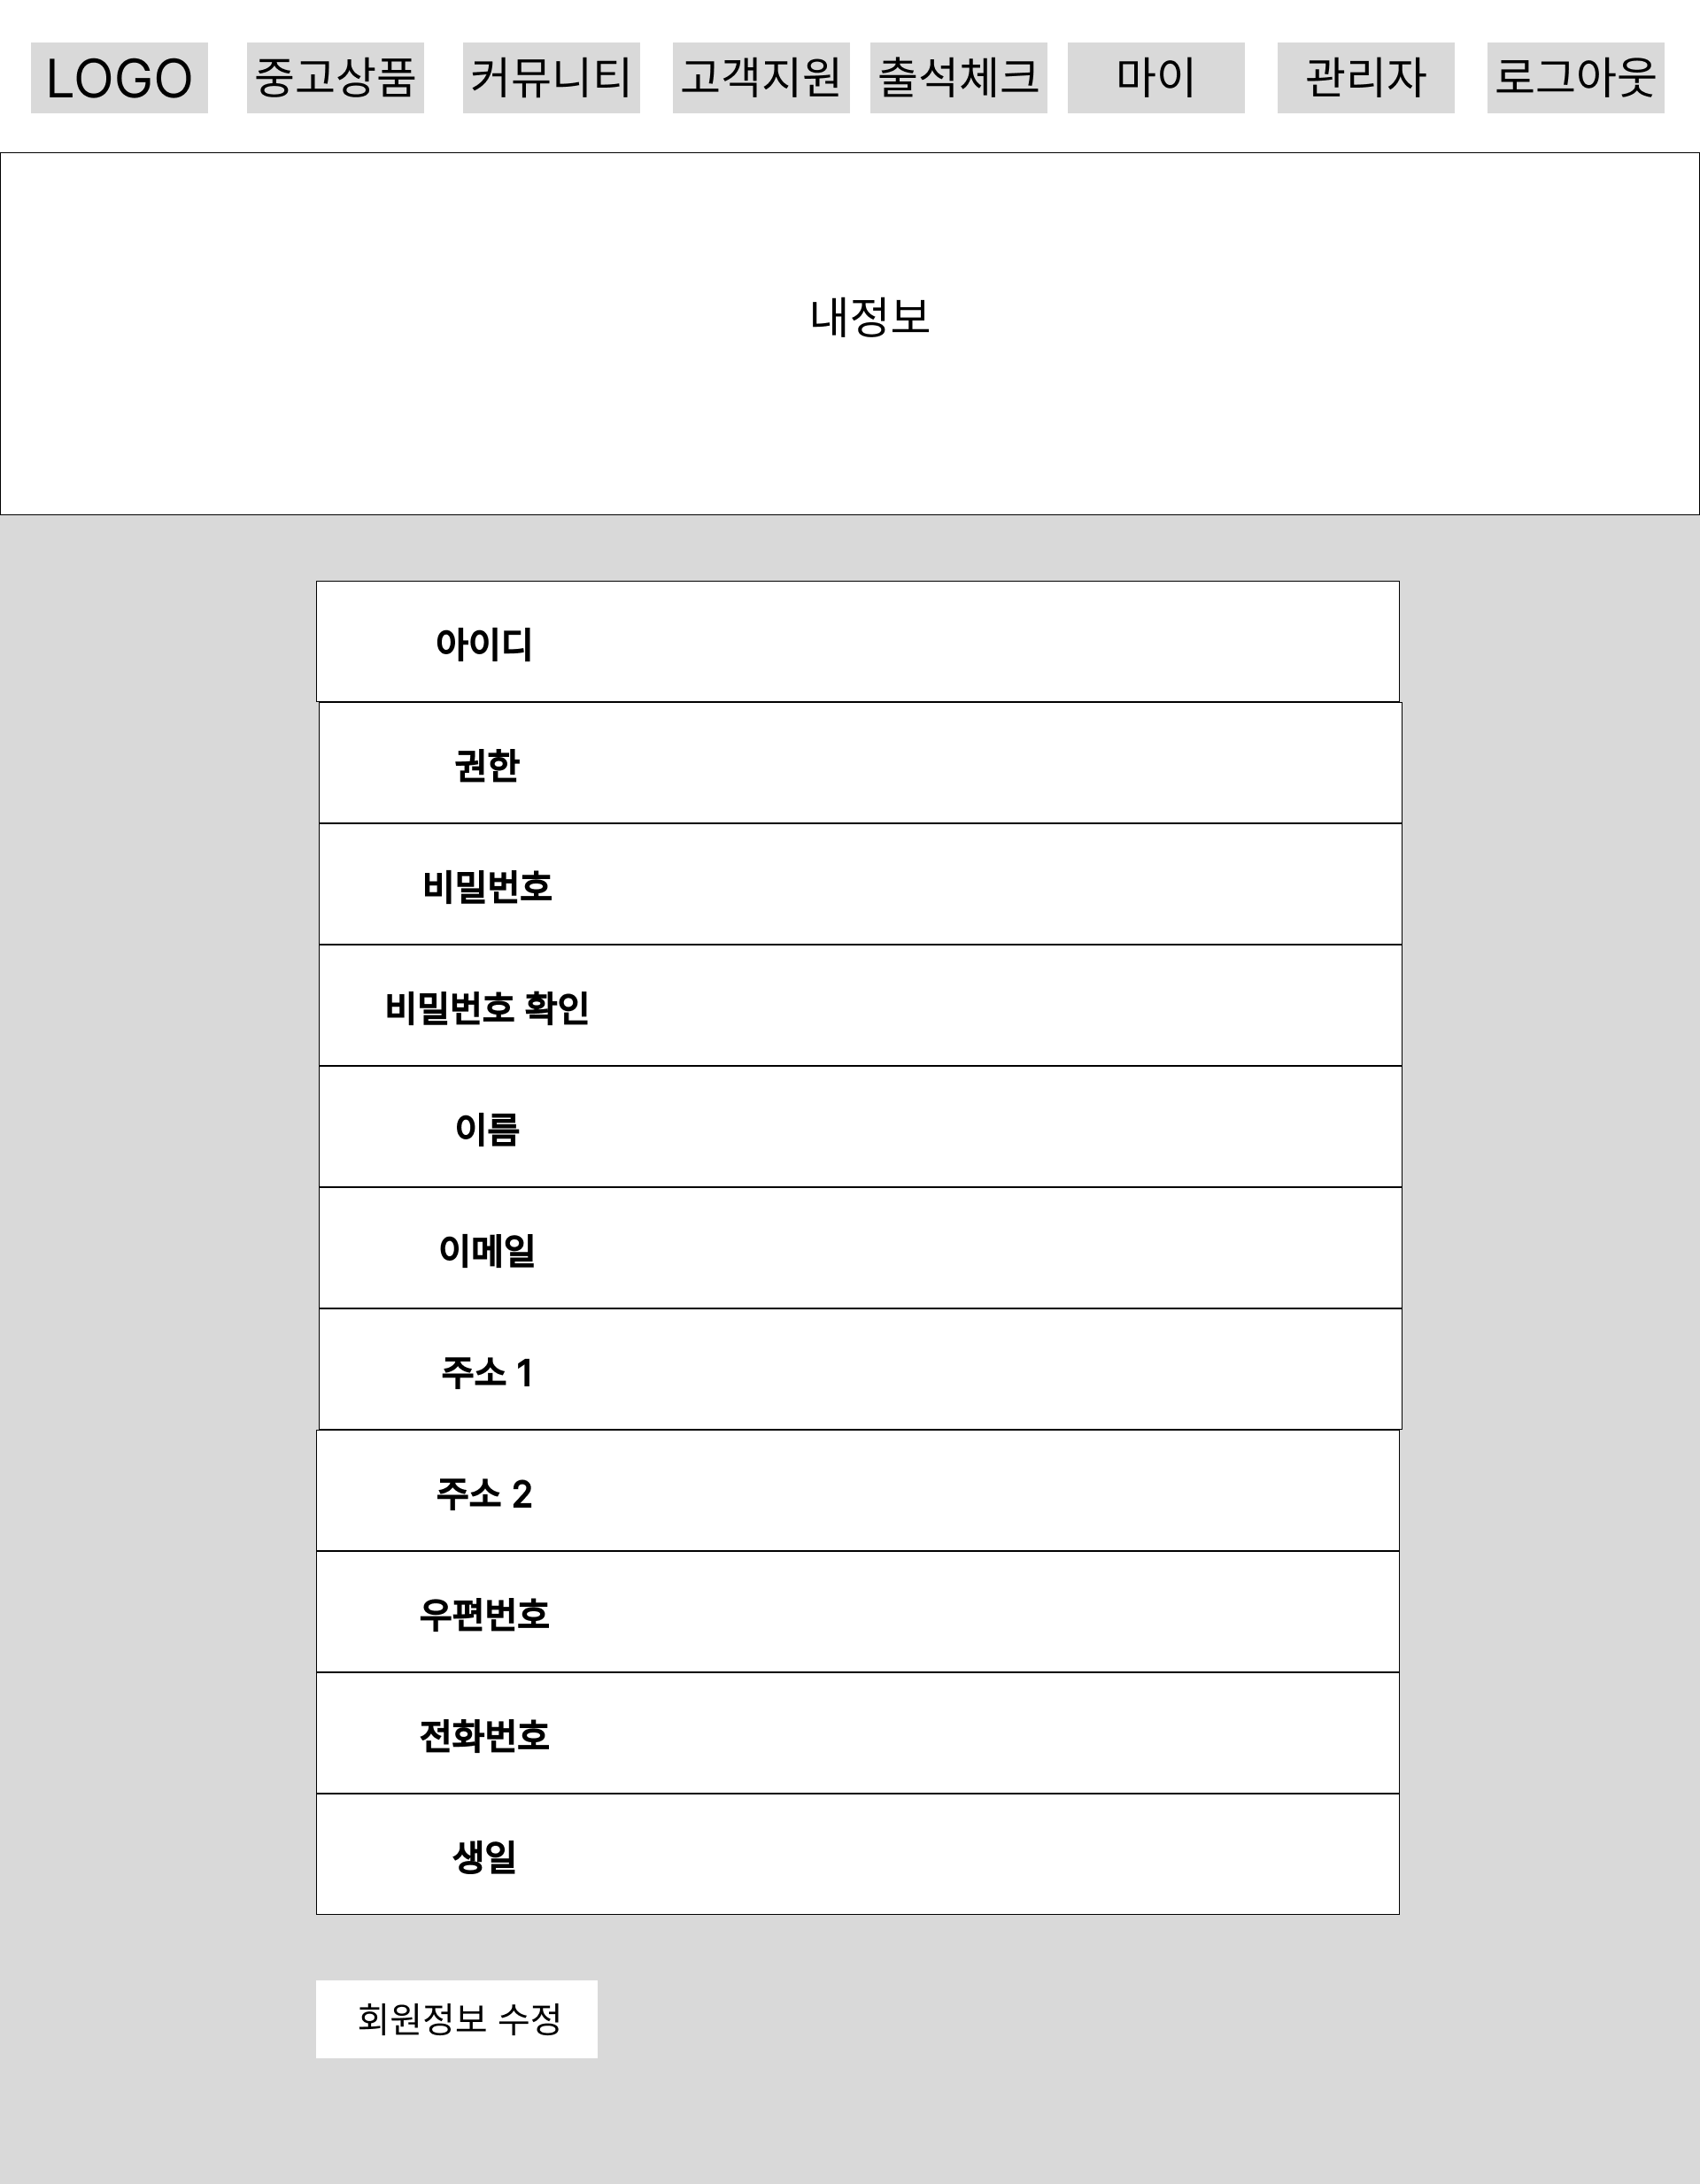 LOGO 중고상품 커뮤니티 고객지원 출석체크 마이 관리자 로그아웃
내정보
아이디
권한
비밀번호
비밀번호 확인
이름
이메일
주소 1
주소 2
우편번호
전화번호
생일
회원정보 수정